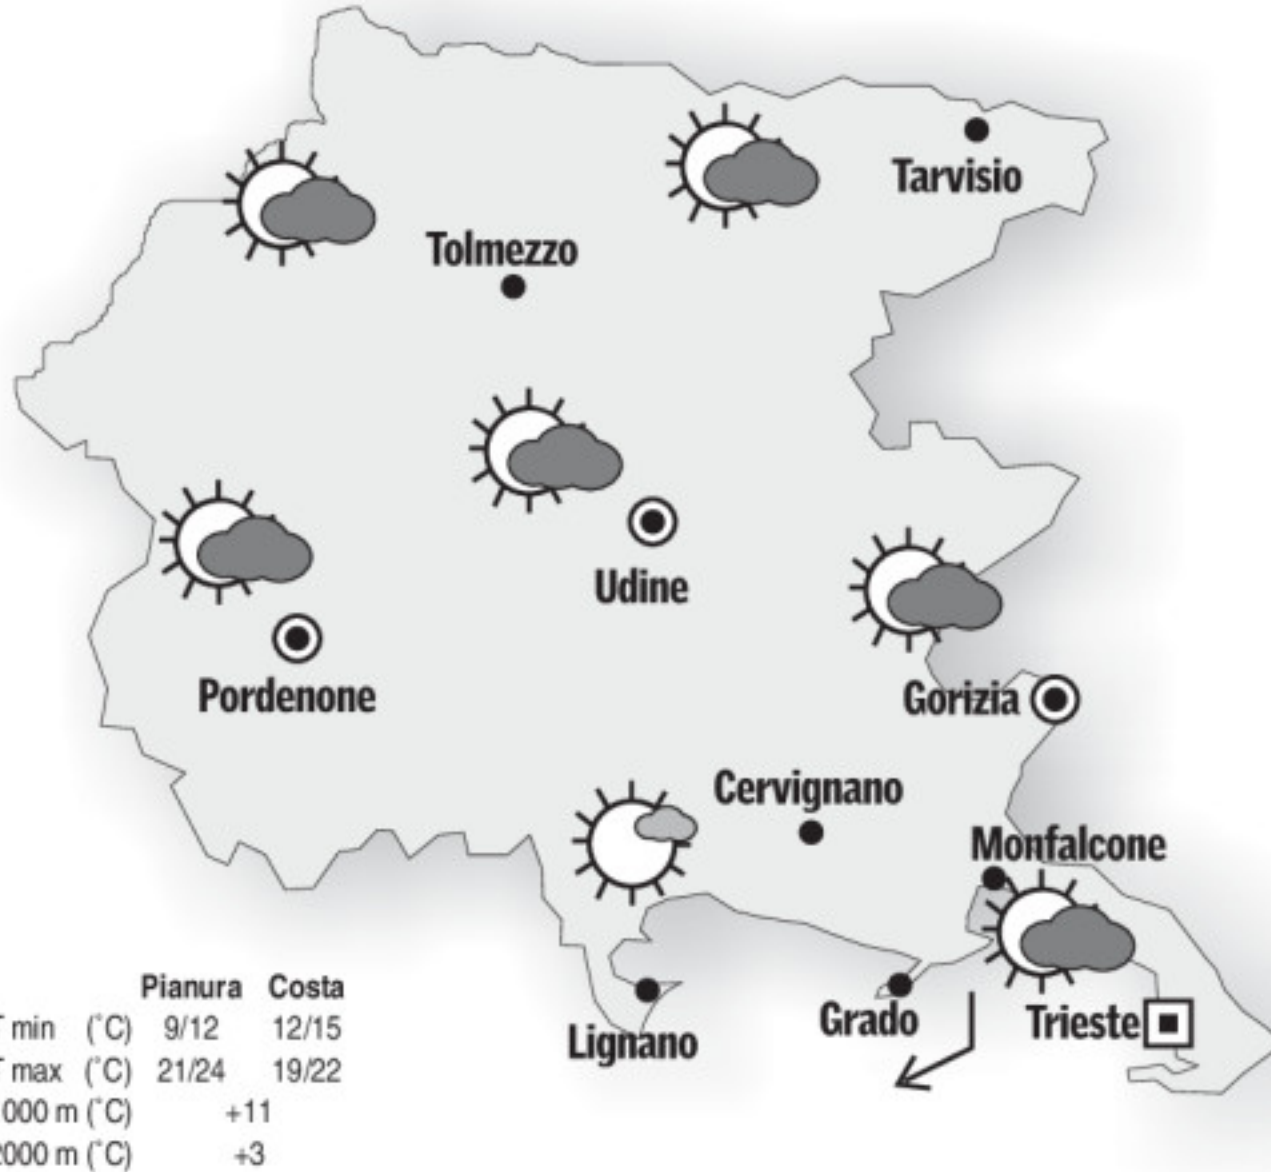 Tarvisio
Tolmezzo
Udine
Pordenone
Gorizia
Cervignano
Monfalcone
Grado
Trieste
Lignano
Pianura Costa
T min (°C) 9/12 12/15
T max (°C) 21/24 19/22
000 m (°C) +11
2000 m (°C) +3